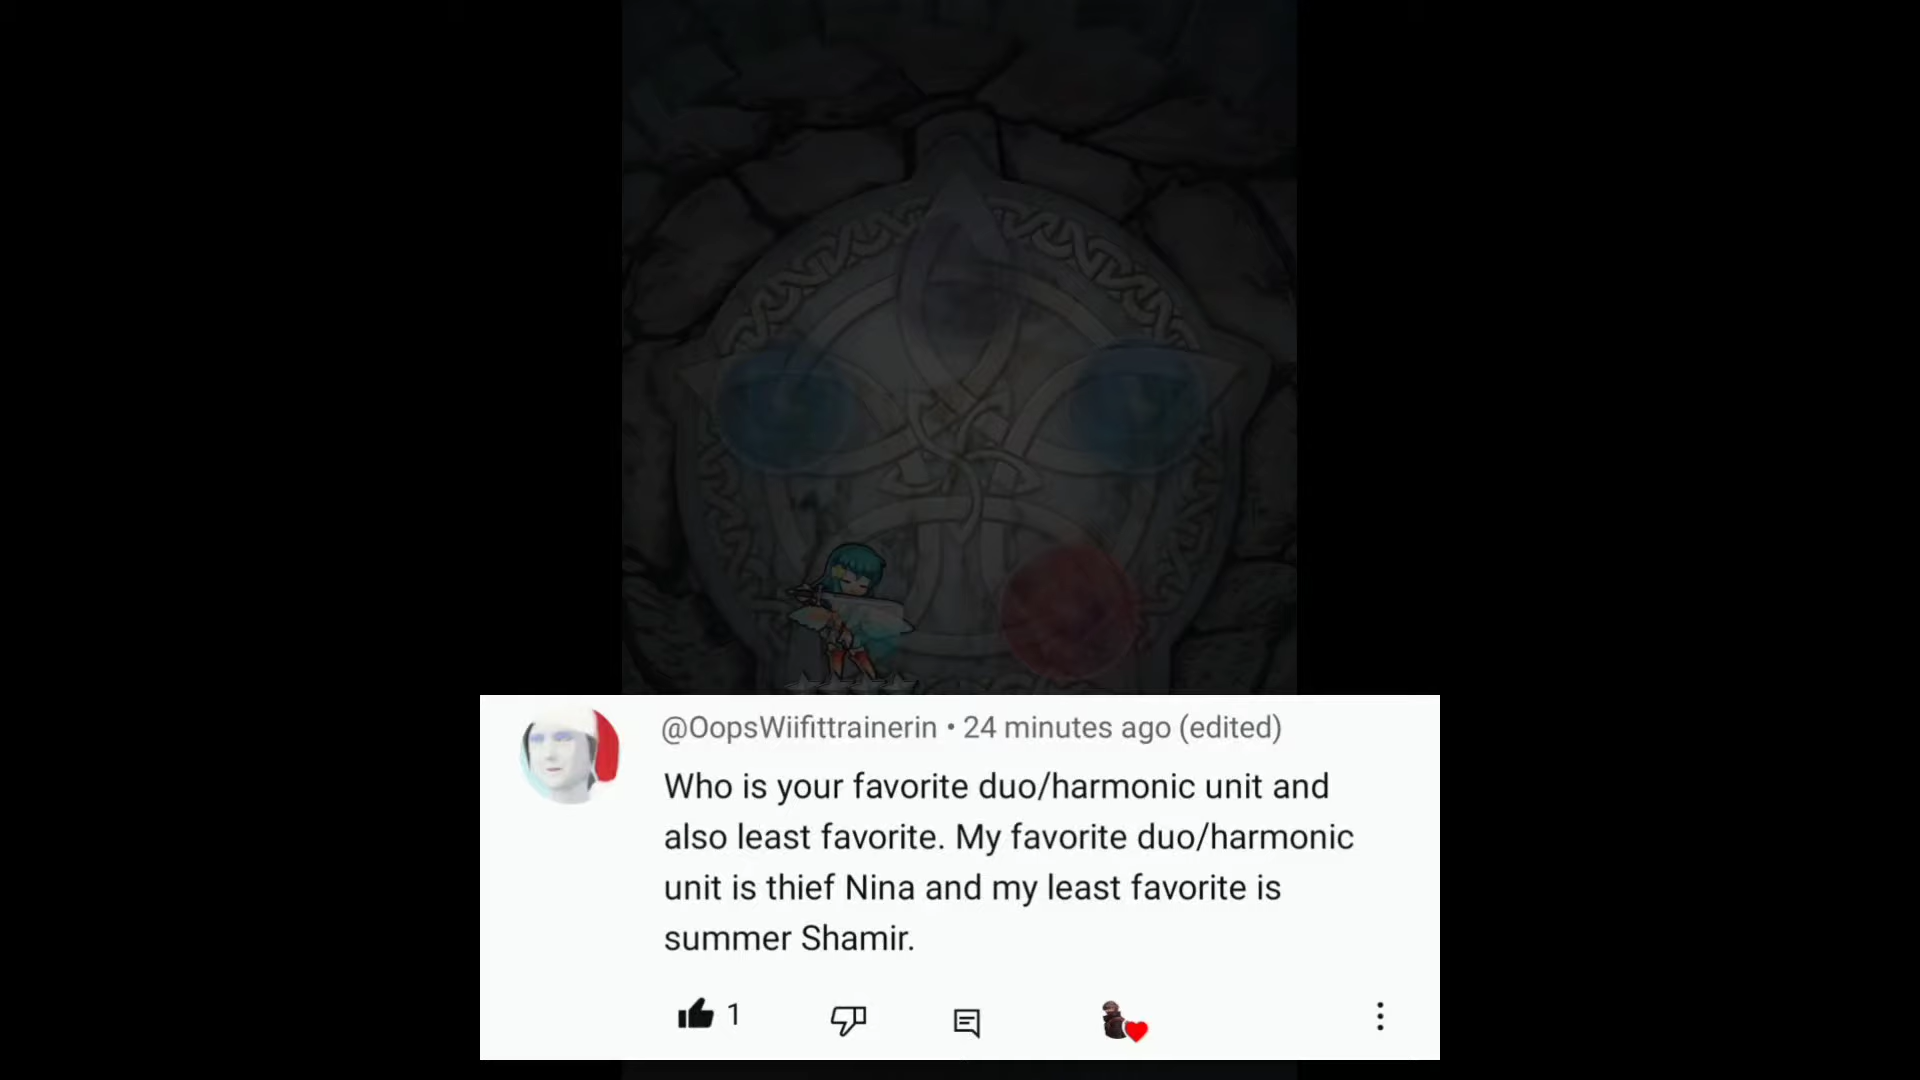 @OopsWiifittrainerin • 24 minutes ago (edited)
Who is your favorite duo/harmonic unit and
also least favorite. My favorite duo/harmonic
unit is thief Nina and my least favorite is
summer Shamir.
1